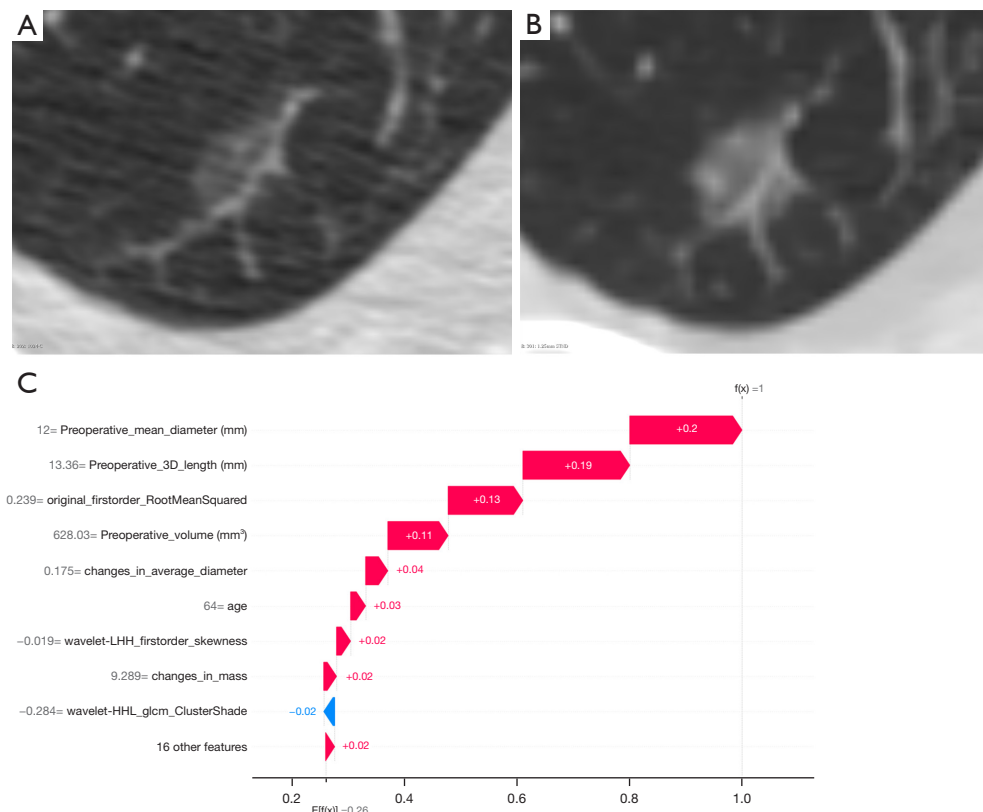 A
B
C
f(x) =1
12= Preoperative_mean_diameter (mm)
+0.2
13.36= Preoperative_3D_length (mm)
+0.19
0.239= original_firstorder_RootMeanSquared
+0.13
628.03= Preoperative_volume (mm³)
+0.11
0.175= changes_in_average_diameter
+0.04
64= age
+0.03
−0.019= wavelet-LHH_firstorder_skewness
+0.02
9.289= changes_in_mass
+0.02
−0.284= wavelet-HHL_glcm_ClusterShade
−0.02
16 other features
+0.02
0.2 0.4 0.6 0.8 1.0
E[f(x)] =0.26